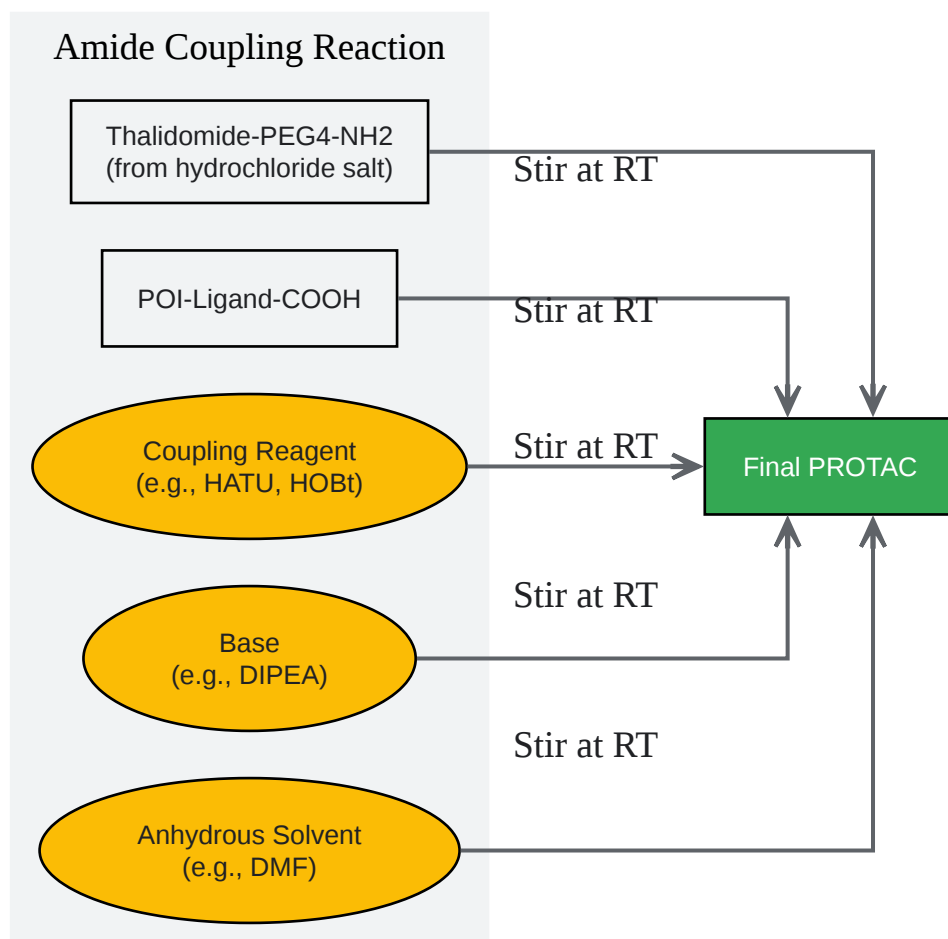 Amide Coupling Reaction
Thalidomide-PEG4-NH2
(from hydrochloride salt)
Stir at RT
POI-Ligand-COOH
Stir at RT
Coupling Reagent
(e.g., HATU, HOBt)
Stir at RT
Final PROTAC
Stir at RT
Base
(e.g., DIPEA)
Stir at RT
Anhydrous Solvent
(e.g., DMF)